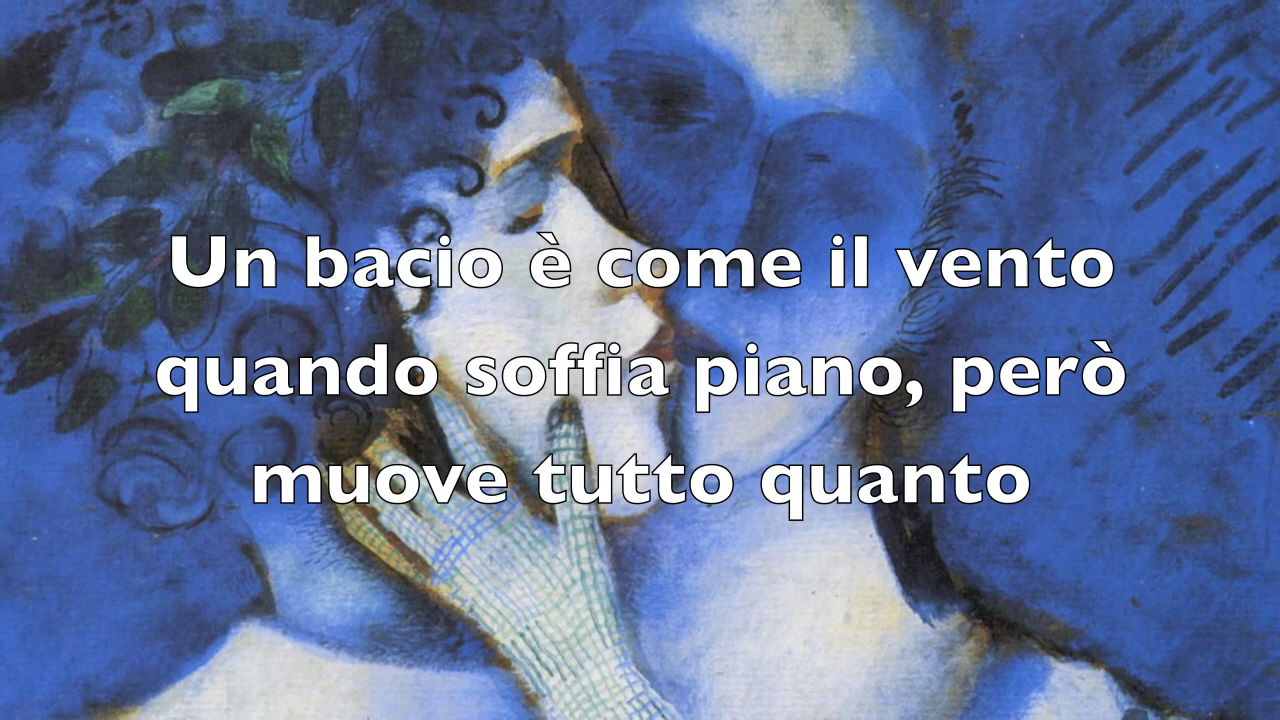 Un bacio è come il vento
quando soffia piano, però
muove tutto quanto